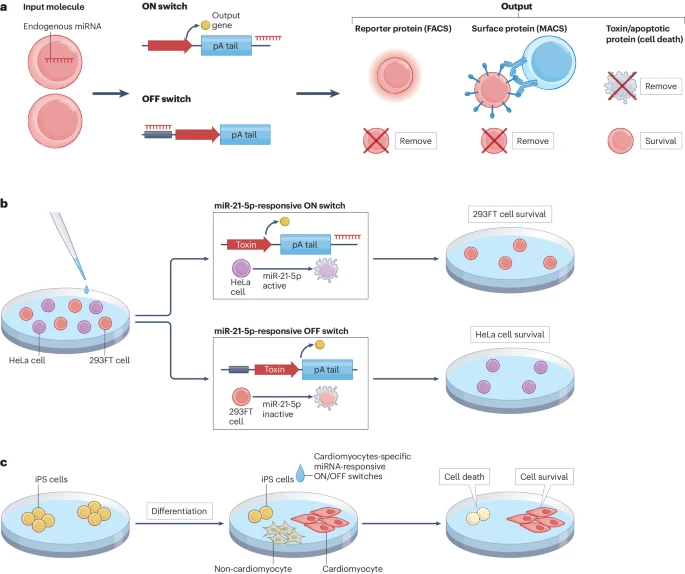 a
Input molecule
Endogenous miRNA
ON switch
Output
gene
pA tail
OFF switch
pA tail
Output
Reporter protein (FACS)
Remove
Surface protein (MACS)
Remove
Toxin/apoptotic
protein (cell death)
Remove
Survival
b
HeLa cell
293FT cell
miR-21-5p-responsive ON switch
Toxin
pA tail
HeLa
cell
miR-21-5p
active
293FT cell survival
miR-21-5p-responsive OFF switch
Toxin
pA tail
293FT
cell
miR-21-5p
inactive
HeLa cell survival
c
iPS cells
Differentiation
Cardiomyocytes-specific
miRNA-responsive
ON/OFF switches
iPS cells
Non-cardiomyocyte
Cardiomyocyte
Cell death
Cell survival